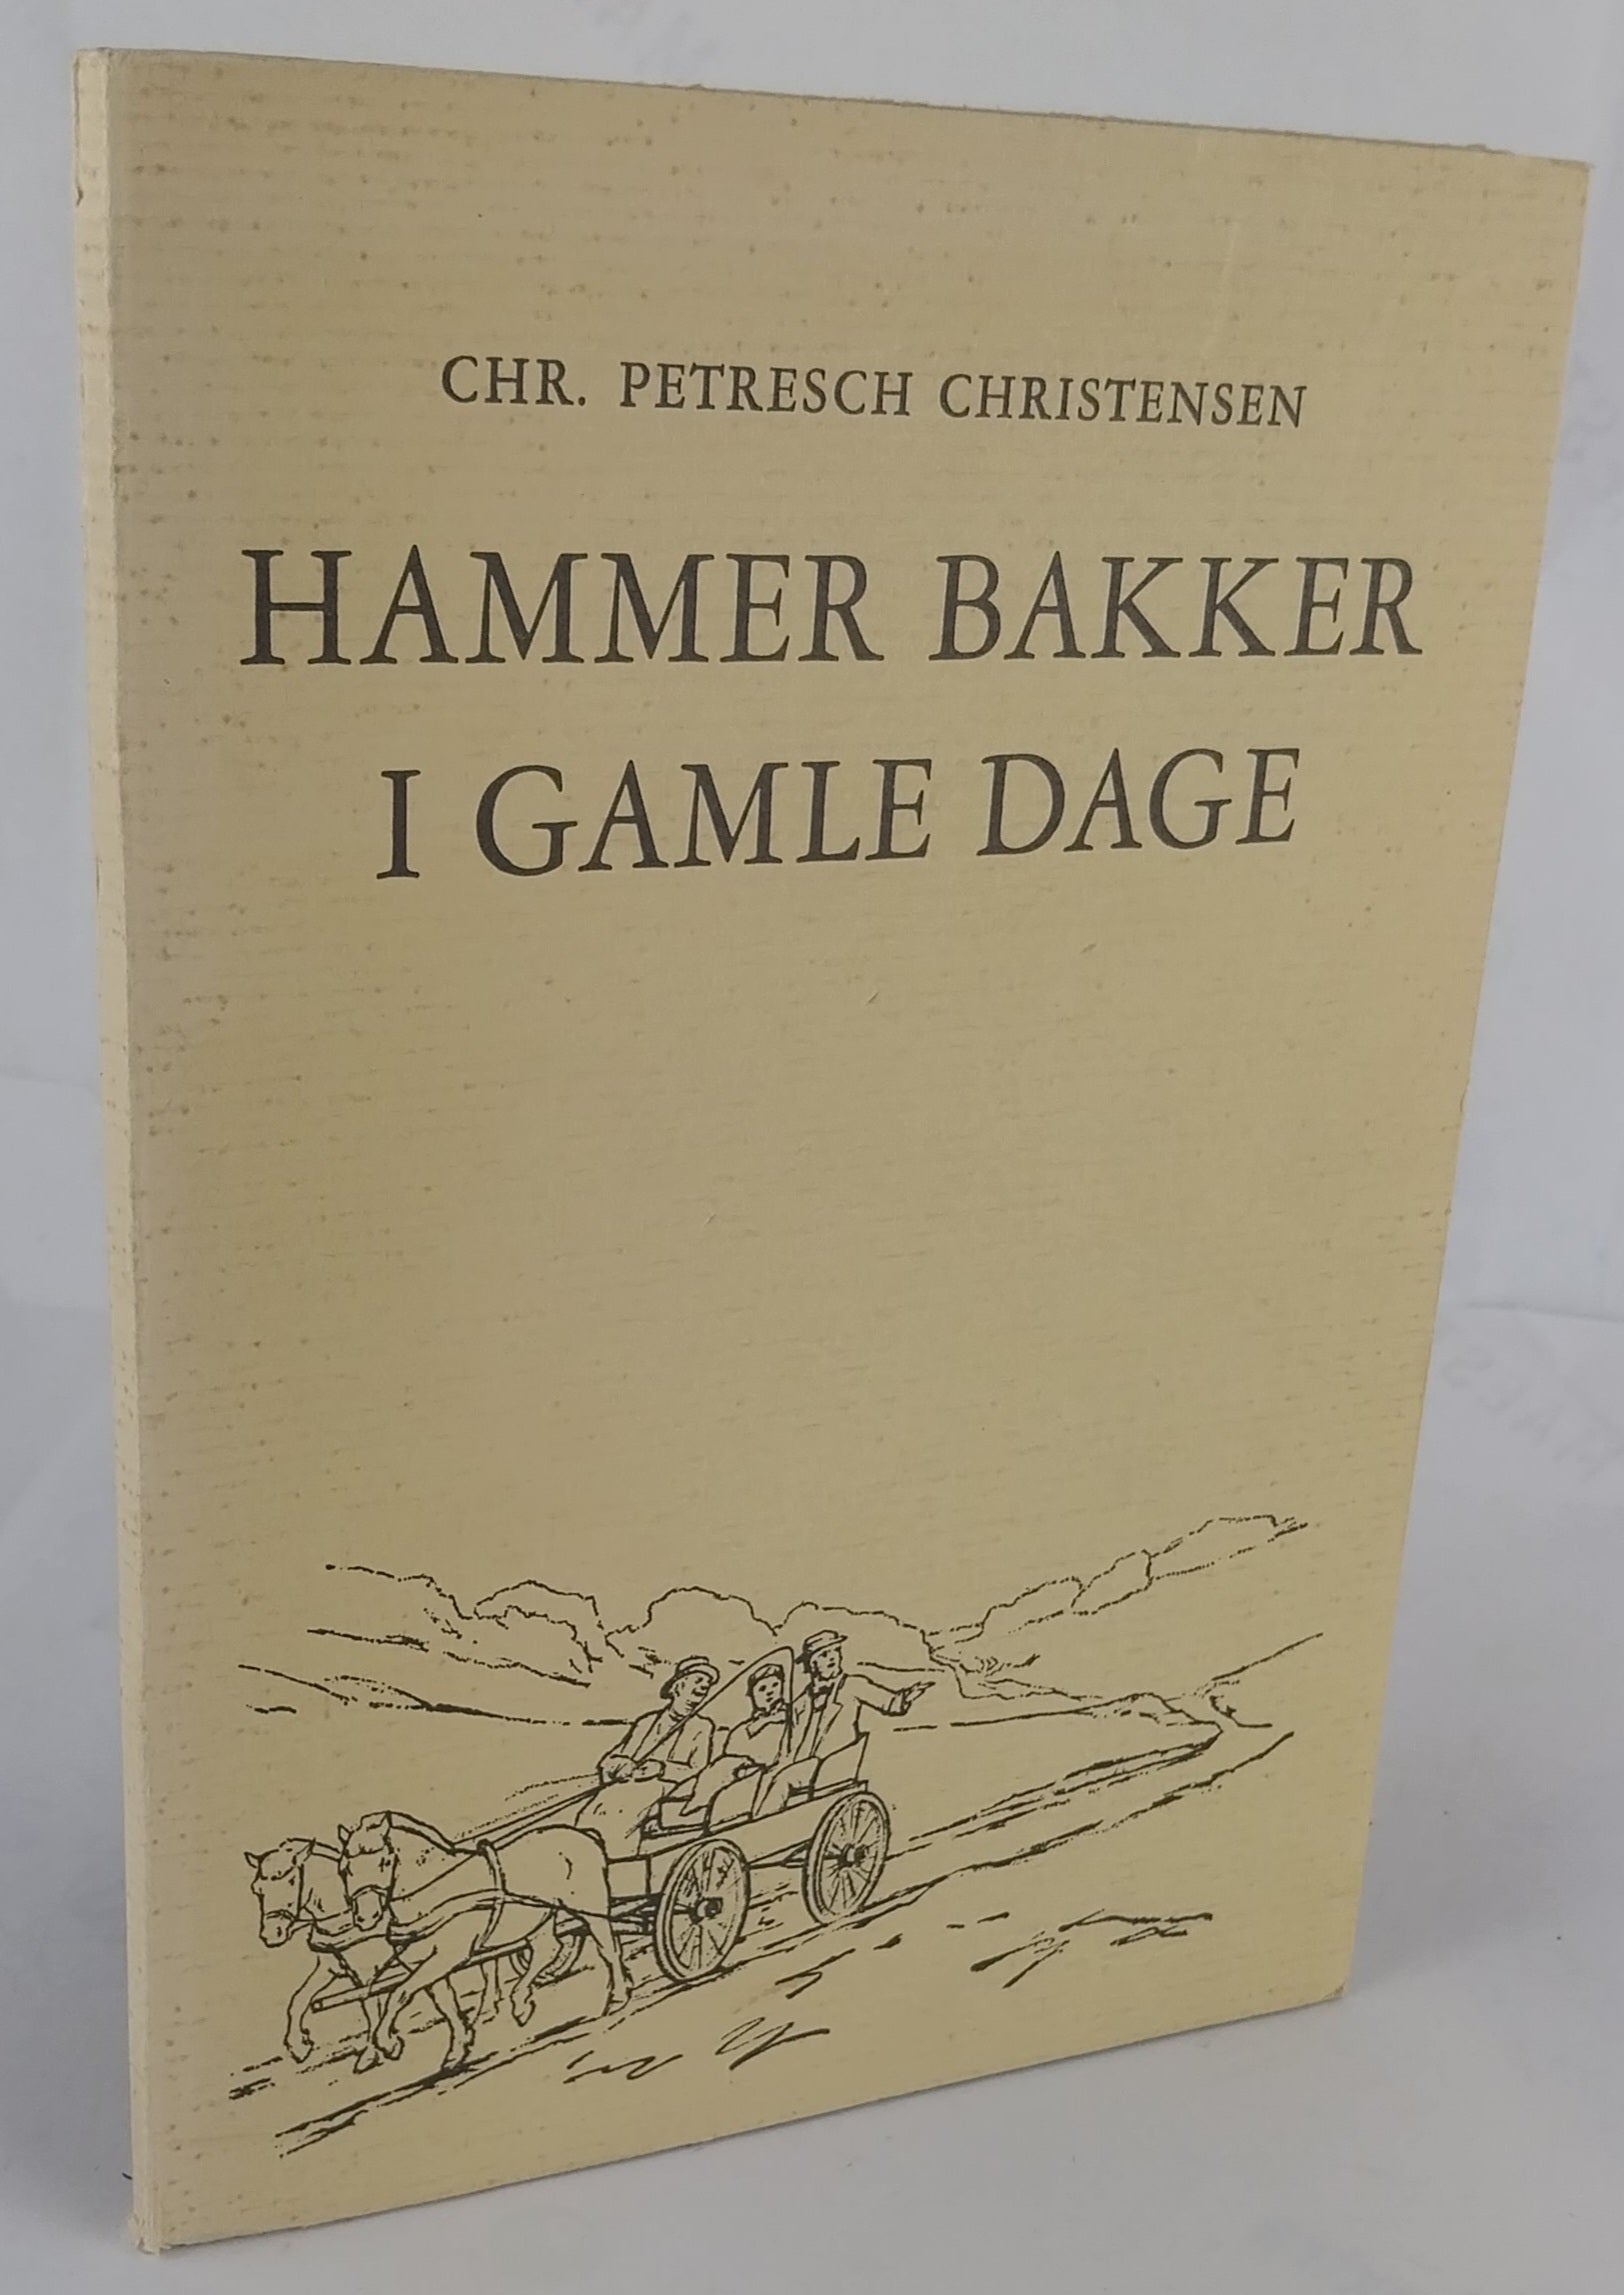 CHR. PETRESCH CHRISTENSEN
HAMMER BAKKER
I GAMLE DAGE